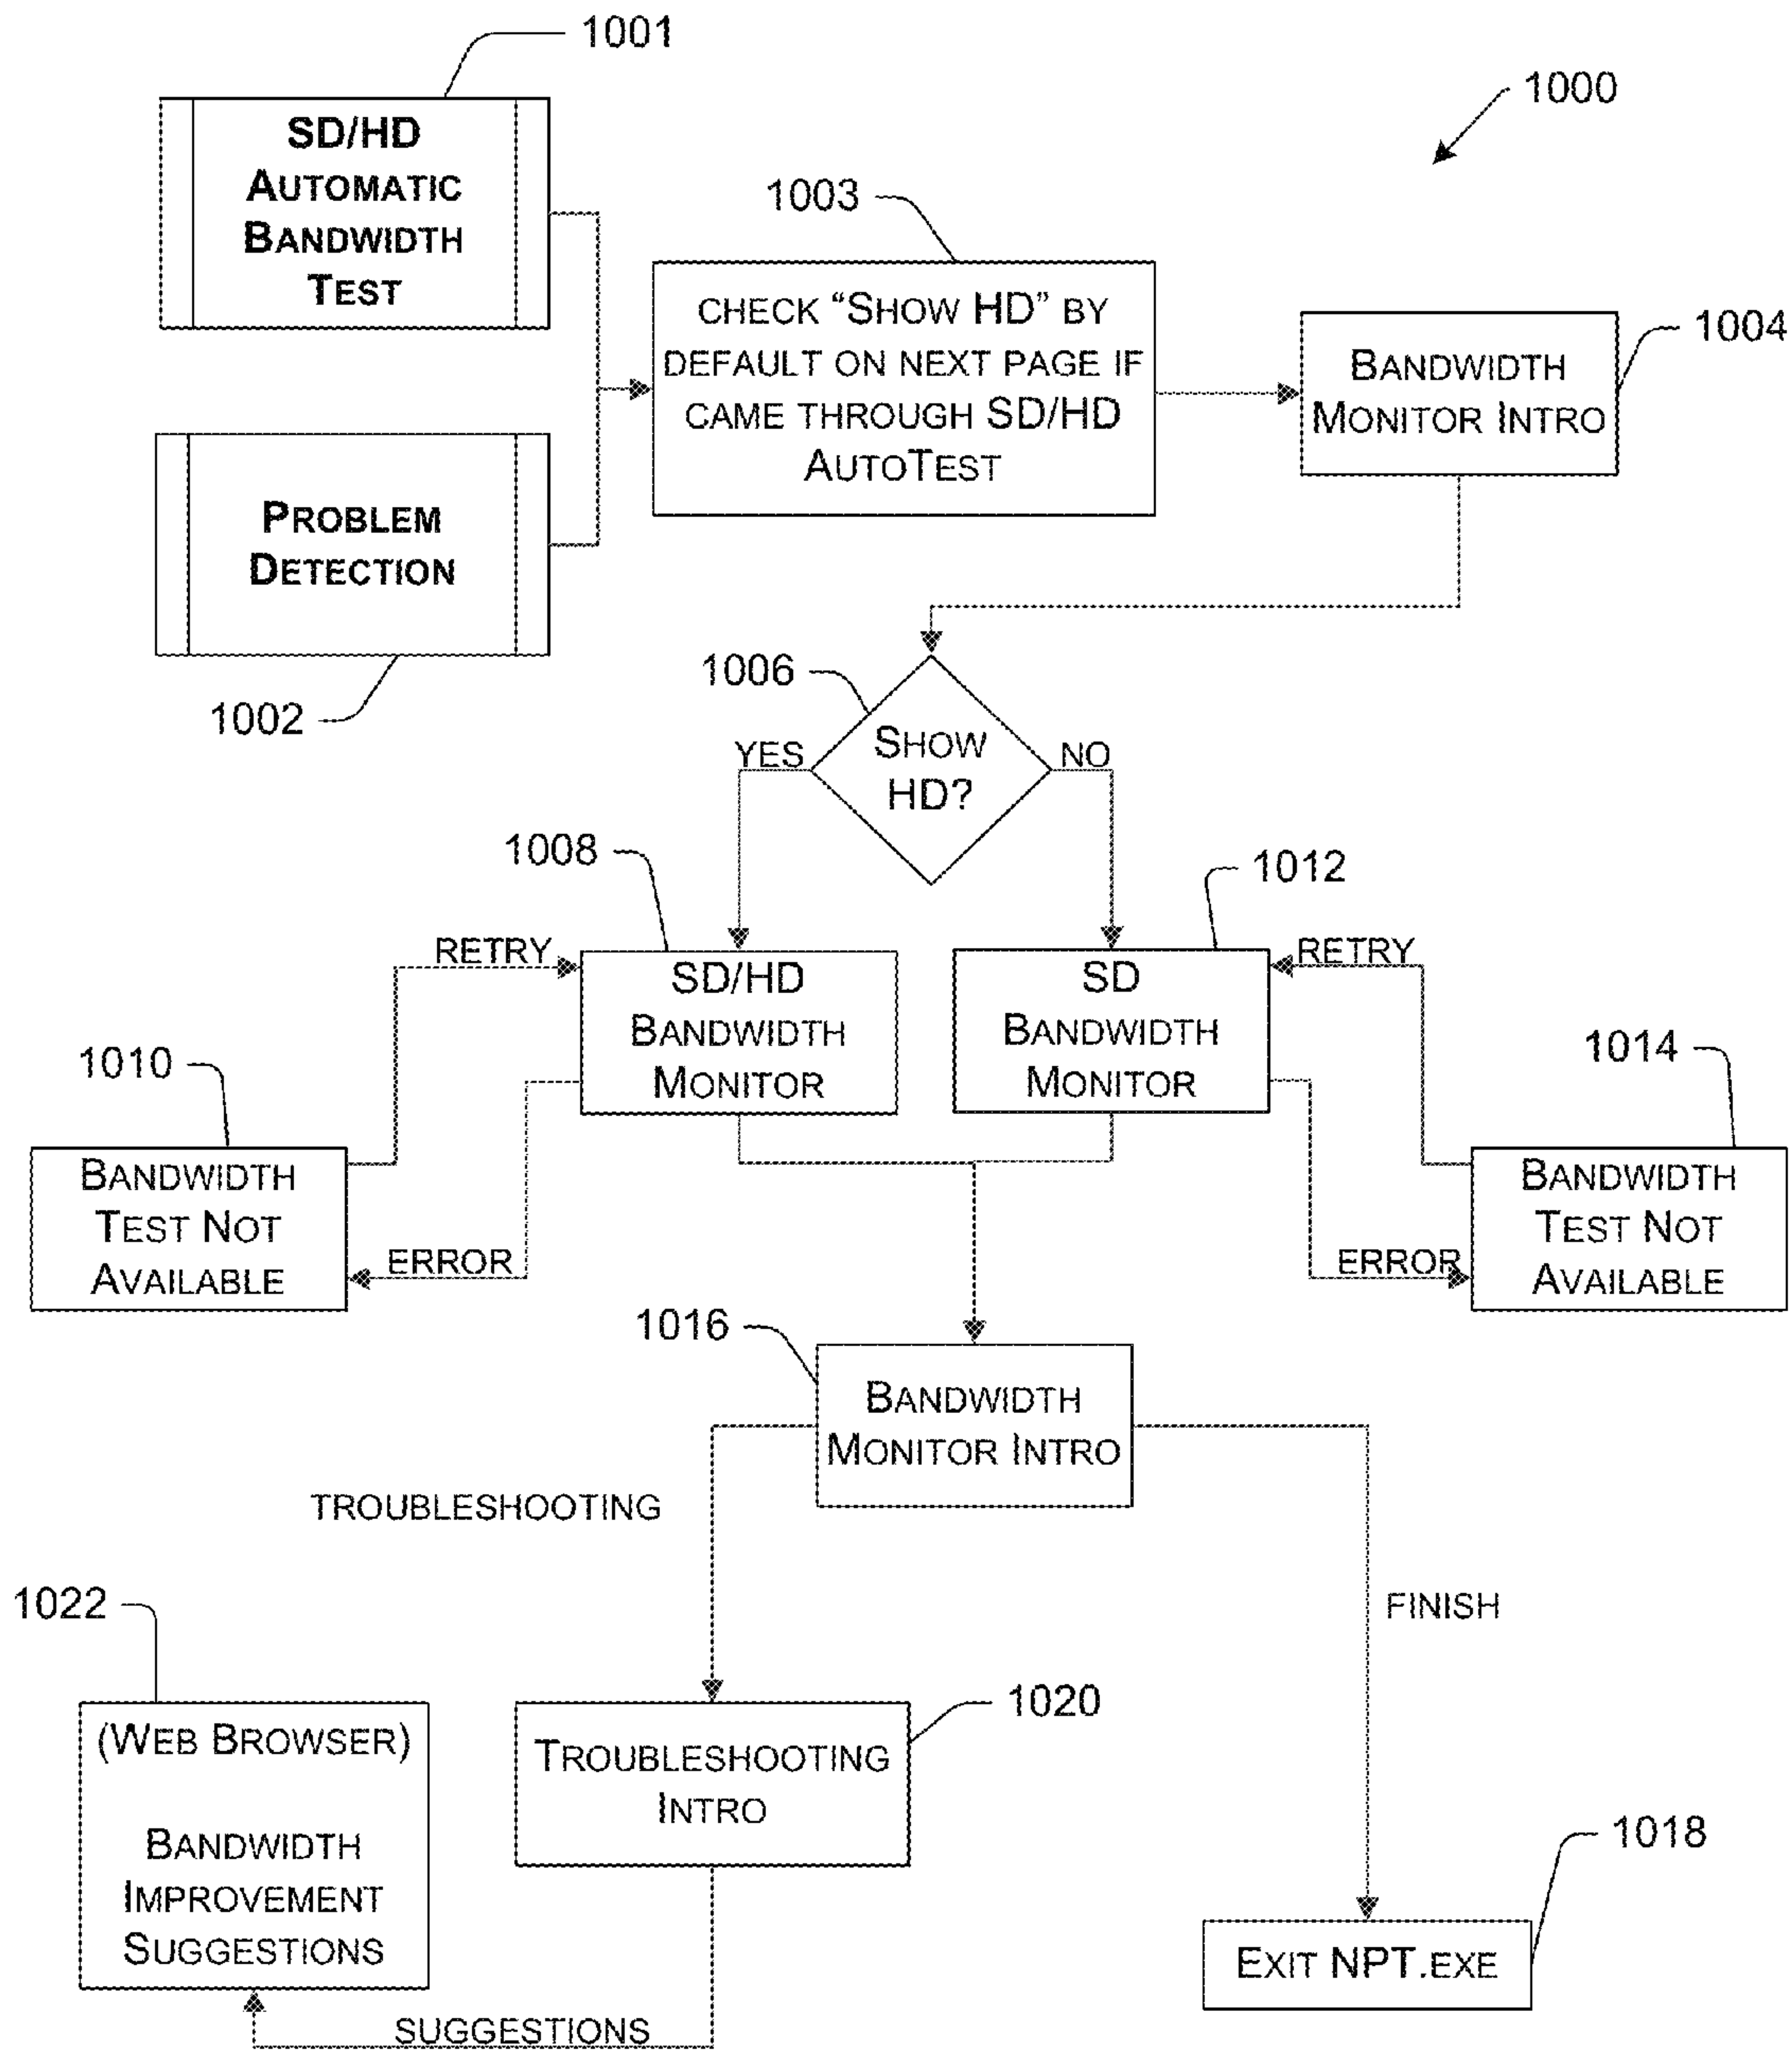 1001
1000
SD/HD
AUTOMATIC
BANDWIDTH
TEST
1003
CHECK “SHOW HD” BY
DEFAULT ON NEXT PAGE IF
CAME THROUGH SD/HD
AUTOTEST
1004
BANDWIDTH
MONITOR INTRO
PROBLEM
DETECTION
1002
1006
SHOW
HD?
YES
NO
1008
1012
RETRY
SD/HD
BANDWIDTH
MONITOR
SD
BANDWIDTH
MONITOR
RETRY
1010
1014
BANDWIDTH
TEST NOT
AVAILABLE
ERROR
ERROR
BANDWIDTH
TEST NOT
AVAILABLE
1016
BANDWIDTH
MONITOR INTRO
TROUBLESHOOTING
FINISH
1022
1020
(WEB BROWSER)
BANDWIDTH
IMPROVEMENT
SUGGESTIONS
TROUBLESHOOTING
INTRO
1018
EXIT NPT.EXE
SUGGESTIONS